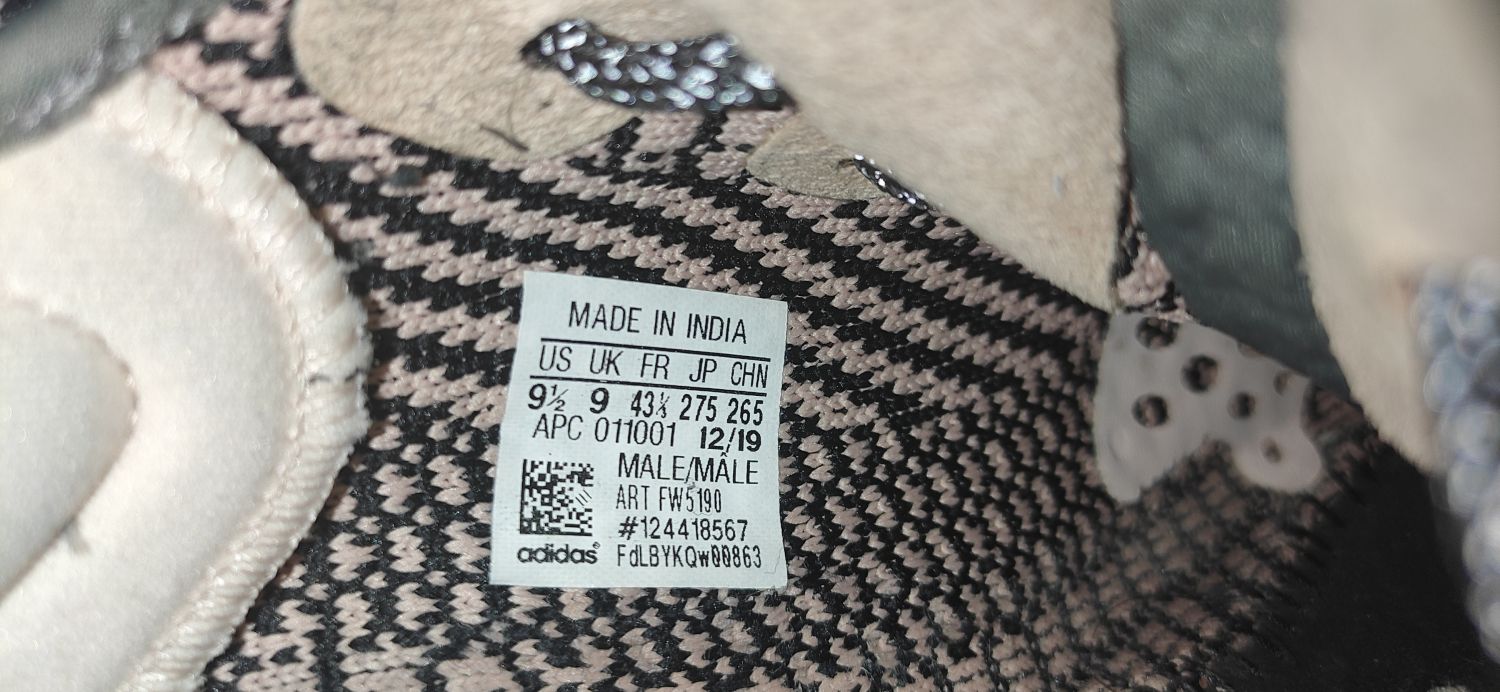 MADE IN INDIA
US UK FR JP CHN
9½ 9 43⅓ 275 265
APC 011001 12/19
MALE/MÂLE
ART FW5190
#124418567
adidas® FdLBYKQw00863